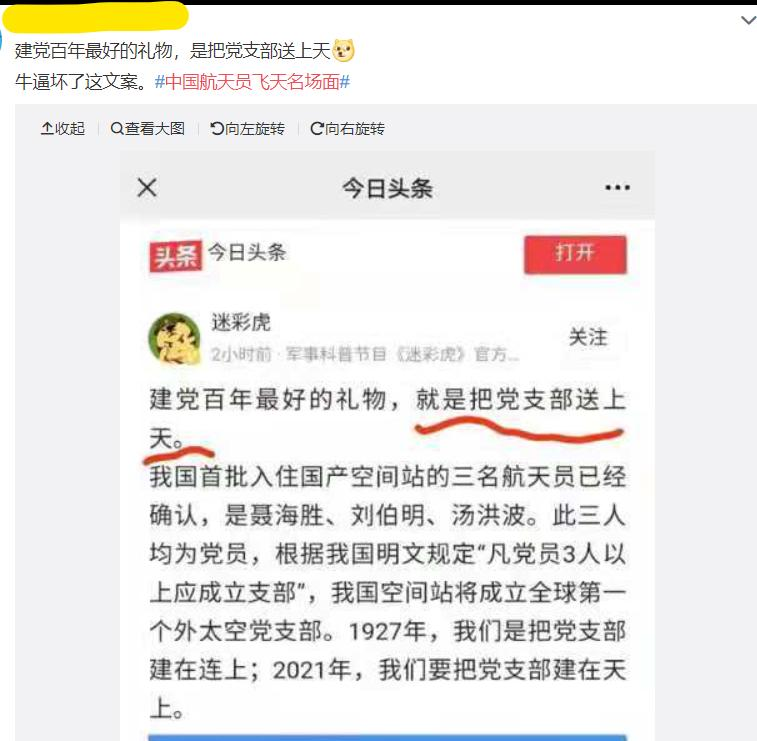 建党百年最好的礼物，是把党支部送上天
牛逼坏了这文案。#中国航天员飞天名场面#
收起 查看大图 向左旋转 向右旋转
今日头条
头条 今日头条 打开
迷彩虎
2小时前 · 军事科普节目《迷彩虎》官方...
关注
建党百年最好的礼物，就是把党支部送上
天。
我国首批入住国产空间站的三名航天员已经
确认，是聂海胜、刘伯明、汤洪波。此三人
均为党员，根据我国明文规定“凡党员3人以
上应成立支部”，我国空间站将成立全球第一
个外太空党支部。1927年，我们是把党支部
建在连上；2021年，我们要把党支部建在天
上。